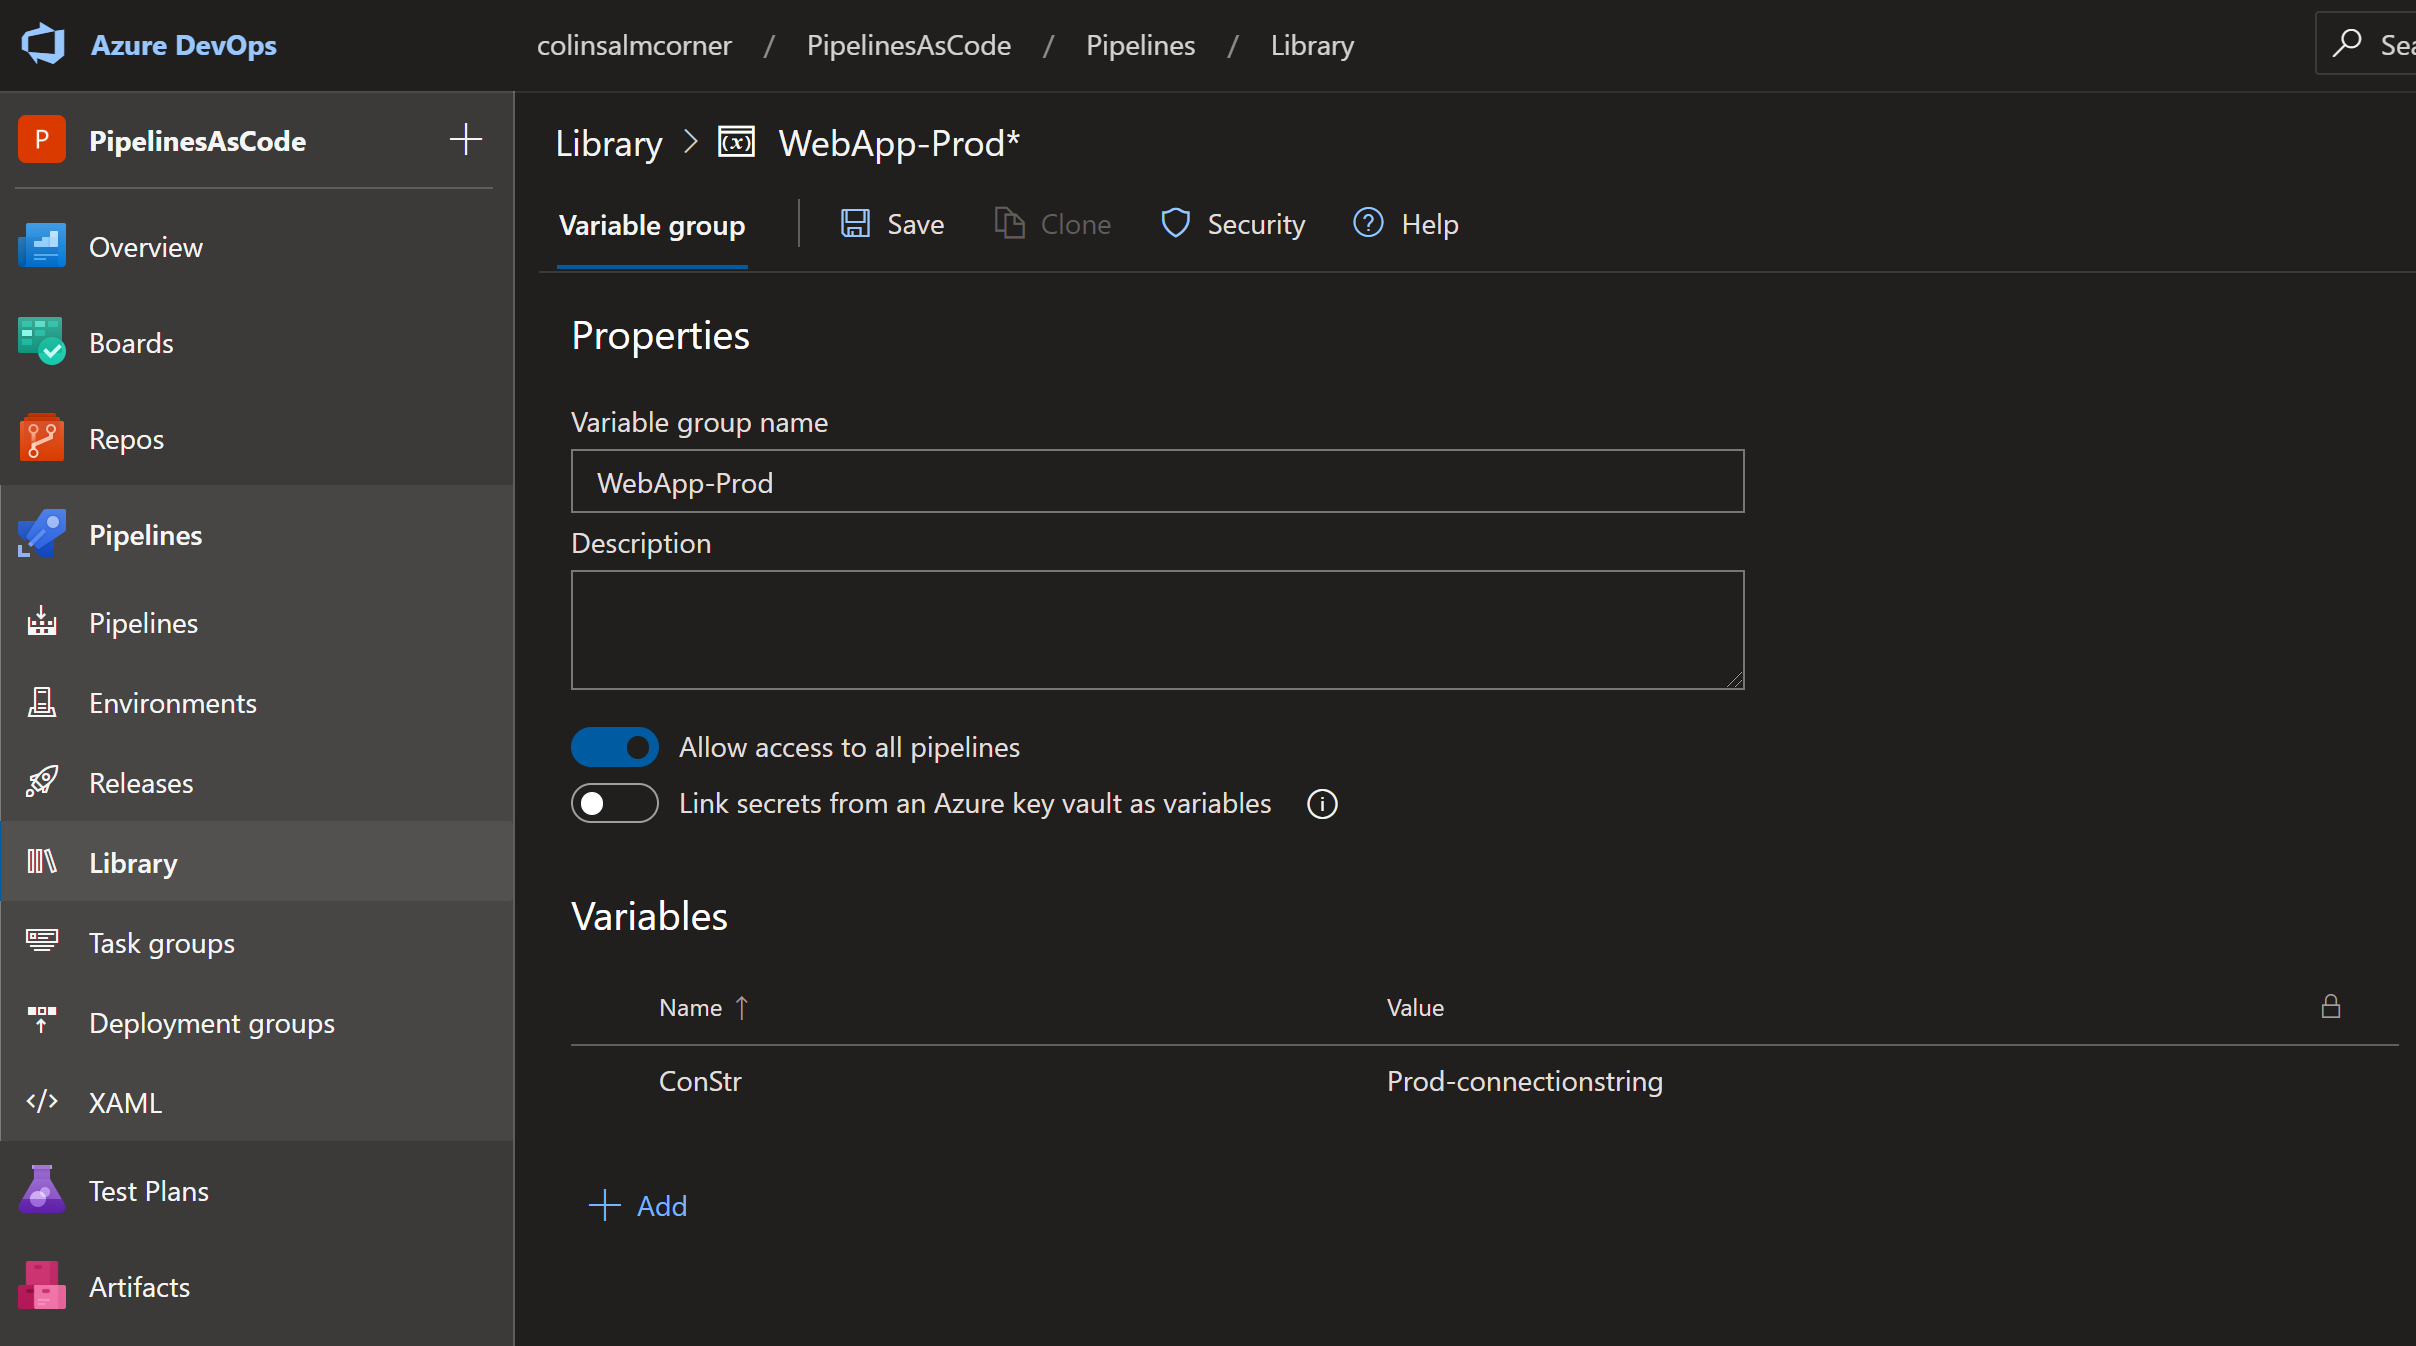 Azure DevOps
colinsalmcorner / PipelinesAsCode / Pipelines / Library
P PipelinesAsCode
Overview
Boards
Repos
Pipelines
Pipelines
Environments
Releases
Library
Task groups
Deployment groups
XAML
Test Plans
Artifacts
Library > (x) WebApp-Prod*
Variable group
Save
Clone
Security
? Help
Properties
Variable group name
WebApp-Prod
Description
Allow access to all pipelines
Link secrets from an Azure key vault as variables
Variables
Name ↑ Value
ConStr Prod-connectionstring
+ Add